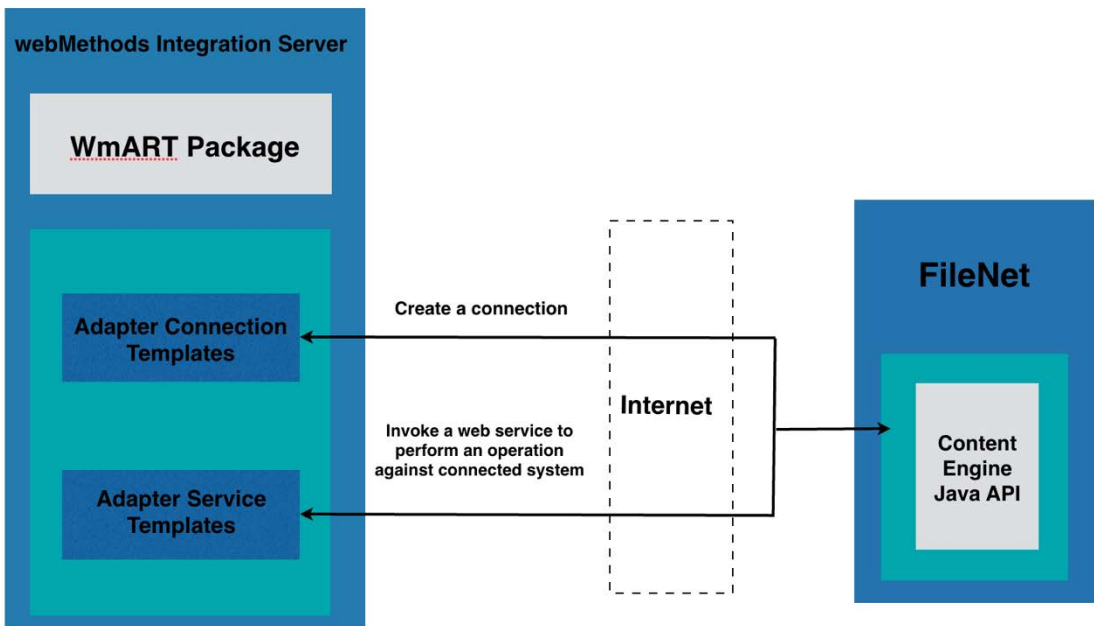 webMethods Integration Server
WmART Package
Adapter Connection
Templates
Adapter Service
Templates
Create a connection
Invoke a web service to
perform an operation
against connected system
Internet
FileNet
Content
Engine
Java API